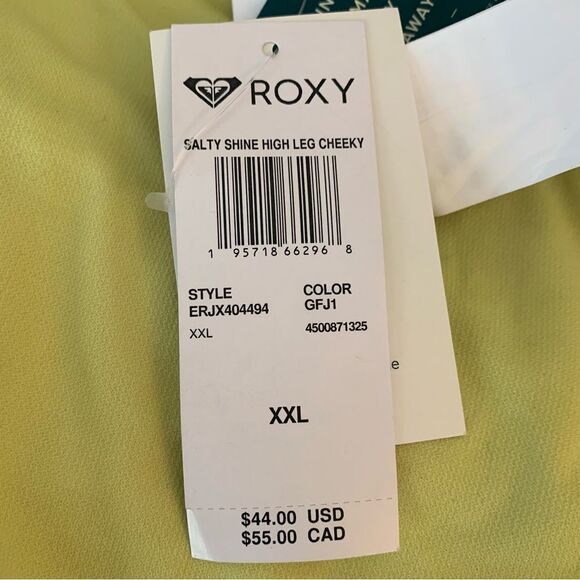 ROXY
SALTY SHINE HIGH LEG CHEEKY
1 95718 66296 8
STYLE COLOR
ERJX404494 GFJ1
XXL 4500871325
XXL
$44.00 USD
$55.00 CAD
AWAY
e